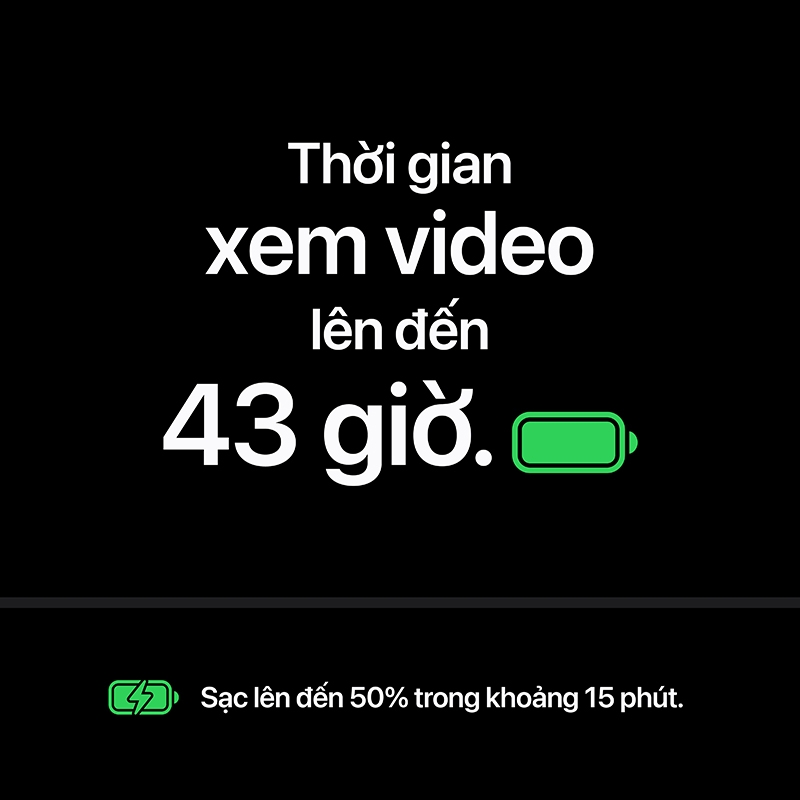 Thời gian
xem video
lên đến
43 giờ.
Sạc lên đến 50% trong khoảng 15 phút.